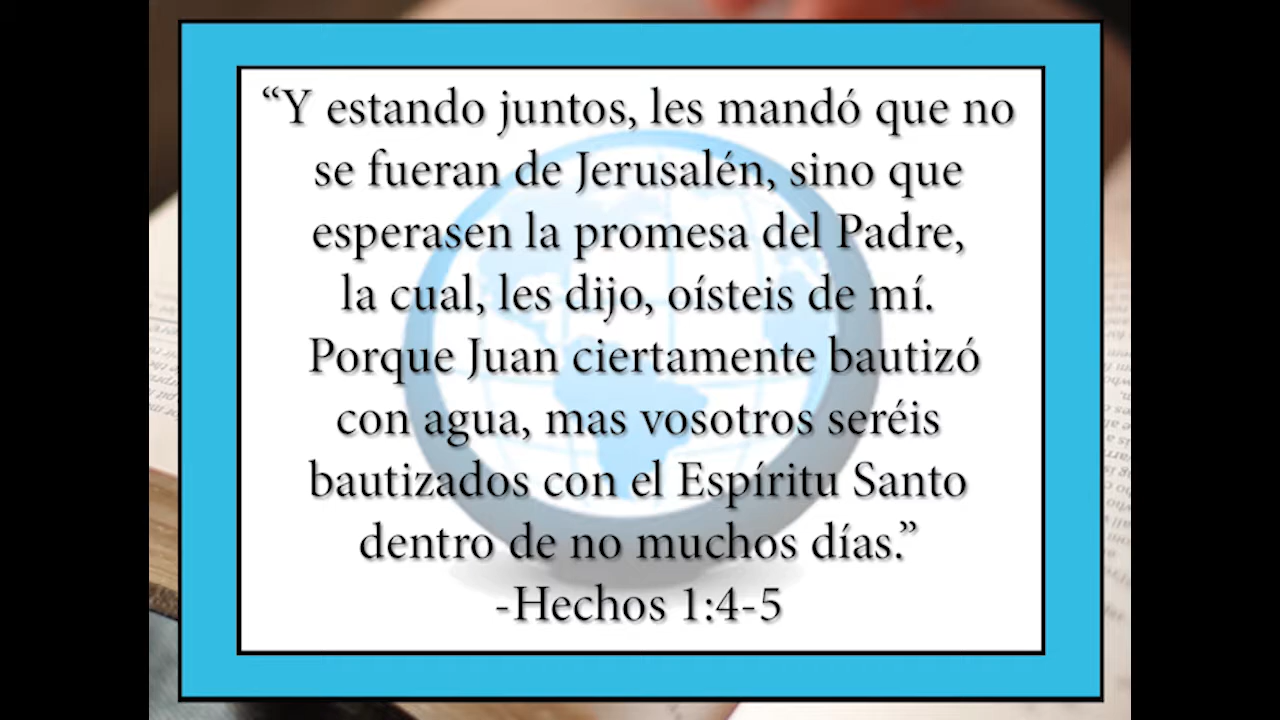 “Y estando juntos, les mandó que no
se fueran de Jerusalén, sino que
esperasen la promesa del Padre,
la cual, les dijo, oísteis de mí.
Porque Juan ciertamente bautizó
con agua, mas vosotros seréis
bautizados con el Espíritu Santo
dentro de no muchos días.”
-Hechos 1:4-5